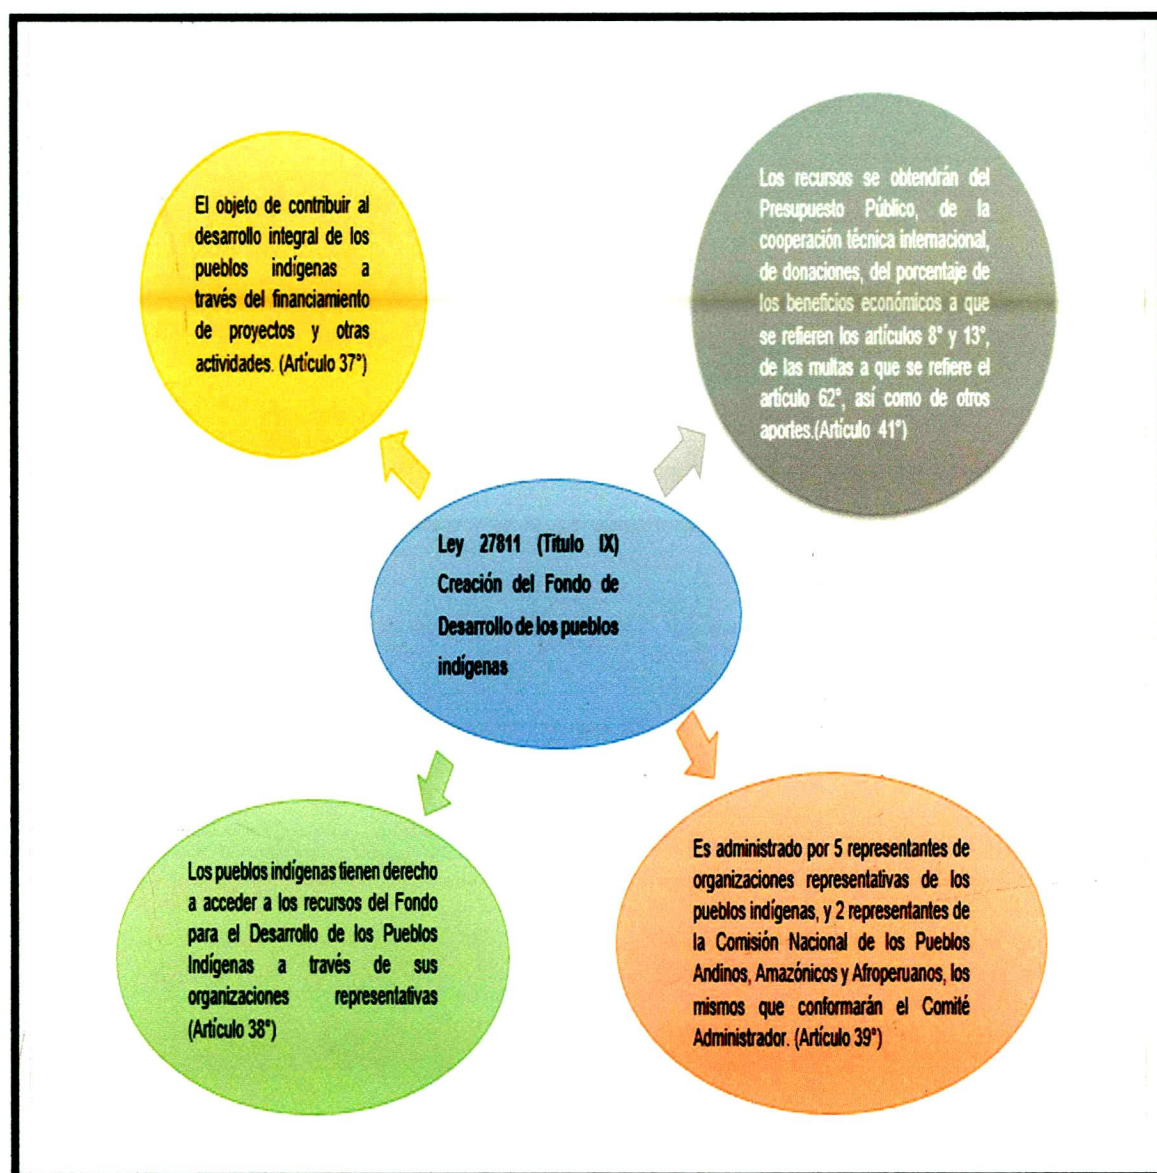 El objeto de contribuir al
desarrollo integral de los
pueblos indígenas a
través del financiamiento
de proyectos y otras
actividades. (Artículo 37°)
Los recursos se obtendrán del
Presupuesto Público, de la
cooperación técnica internacional,
de donaciones, del porcentaje de
los beneficios económicos a que
se refieren los artículos 8° y 13°,
de las multas a que se refiere el
artículo 62°, así como de otros
aportes.(Artículo 41°)
Ley 27811 (Titulo IX)
Creación del Fondo de
Desarrollo de los pueblos
indígenas
Los pueblos indígenas tienen derecho
a acceder a los recursos del Fondo
para el Desarrollo de los Pueblos
Indígenas a través de sus
organizaciones representativas
(Artículo 38°)
Es administrado por 5 representantes de
organizaciones representativas de los
pueblos indígenas, y 2 representantes de
la Comisión Nacional de los Pueblos
Andinos, Amazónicos y Afroperuanos, los
mismos que conformarán el Comité
Administrador. (Artículo 39°)